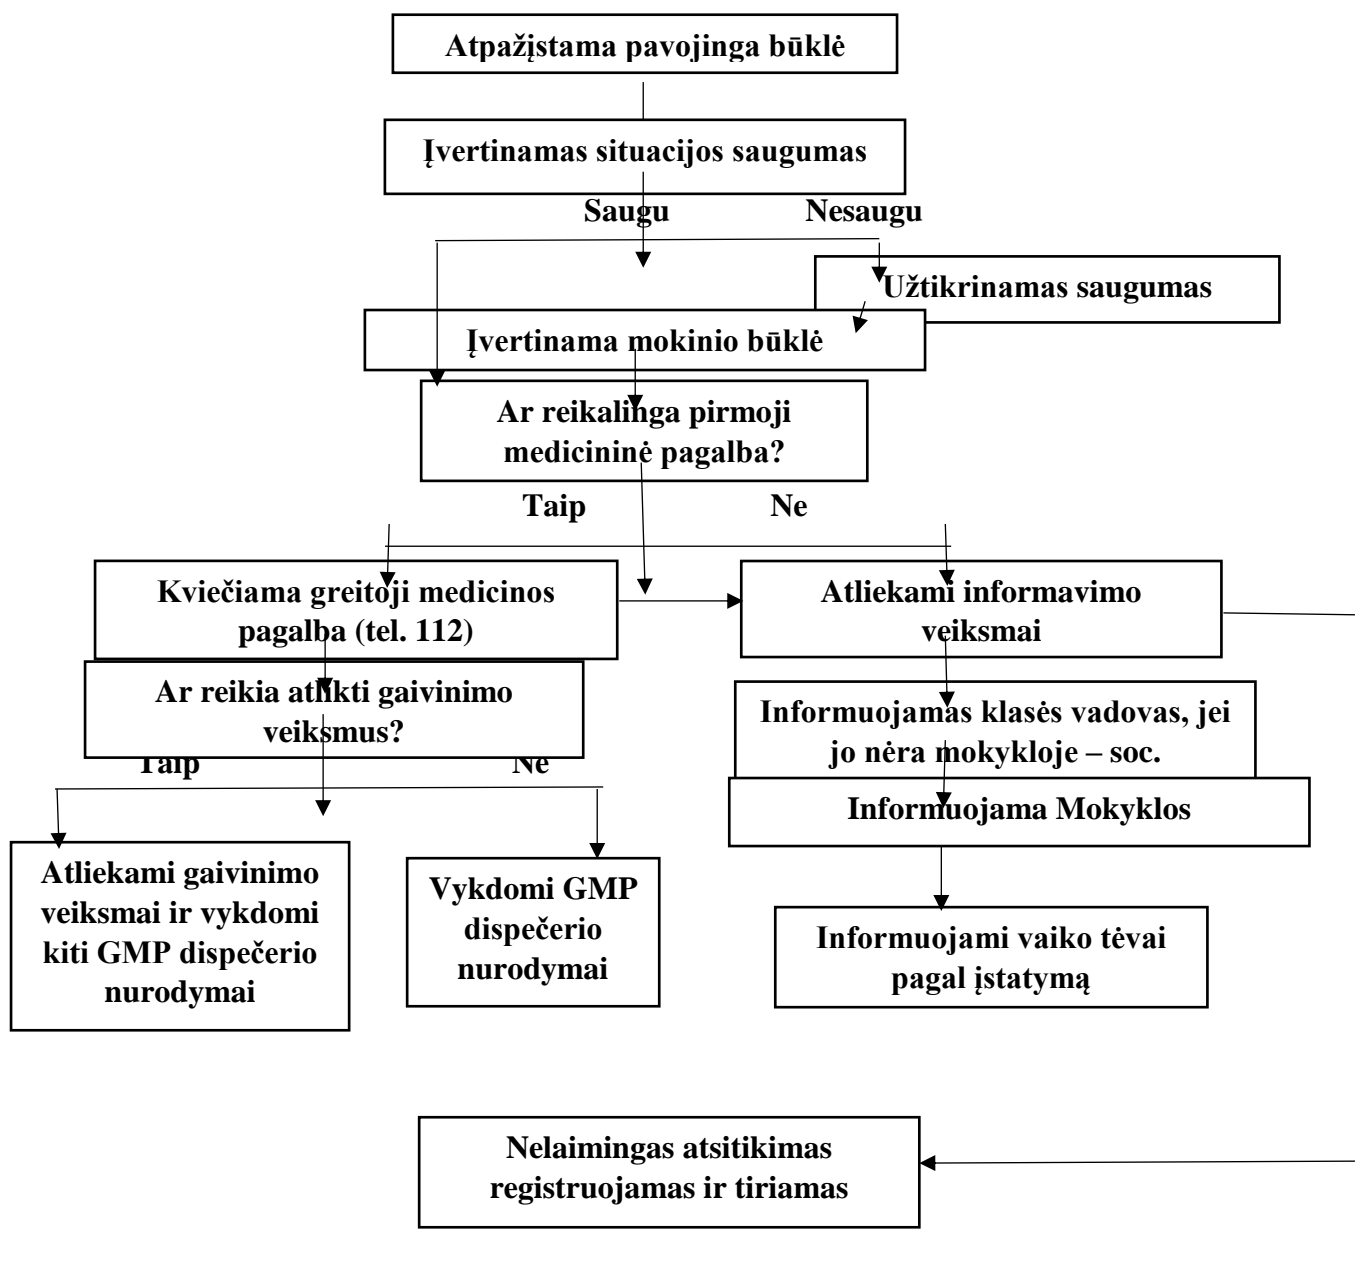 Atpažįstama pavojinga būklė
Įvertinamas situacijos saugumas
Saugu
Nesaugu
Užtikrinamas saugumas
Įvertinama mokinio būklė
Ar reikalinga pirmoji
medicininė pagalba?
Taip
Ne
Kviečiama greitoji medicinos
pagalba (tel. 112)
Atliekami informavimo
veiksmai
Ar reikia atlikti gaivinimo
veiksmus?
Informuojamas klasės vadovas, jei
jo nėra mokykloje – soc.
Taip
Ne
Informuojama Mokyklos
Atliekami gaivinimo
veiksmai ir vykdomi
kiti GMP dispečerio
nurodymai
Vykdomi GMP
dispečerio
nurodymai
Informuojami vaiko tėvai
pagal įstatymą
Nelaimingas atsitikimas
registruojamas ir tiriamas